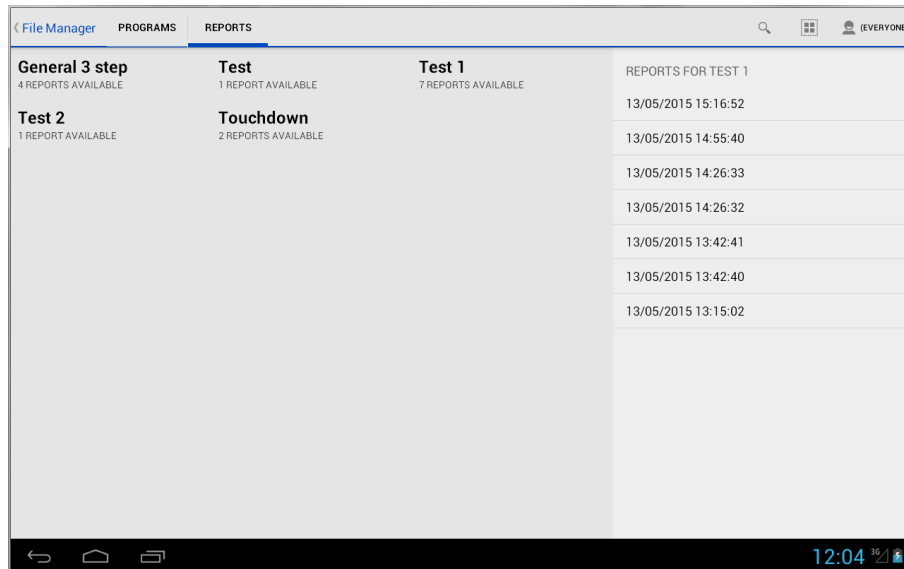 File Manager PROGRAMS REPORTS (EVERYONE
General 3 step Test Test 1
4 REPORTS AVAILABLE 1 REPORT AVAILABLE 7 REPORTS AVAILABLE
Test 2 Touchdown
1 REPORT AVAILABLE 2 REPORTS AVAILABLE
REPORTS FOR TEST 1
13/05/2015 15:16:52
13/05/2015 14:55:40
13/05/2015 14:26:33
13/05/2015 14:26:32
13/05/2015 13:42:41
13/05/2015 13:42:40
13/05/2015 13:15:02
12:04 3G